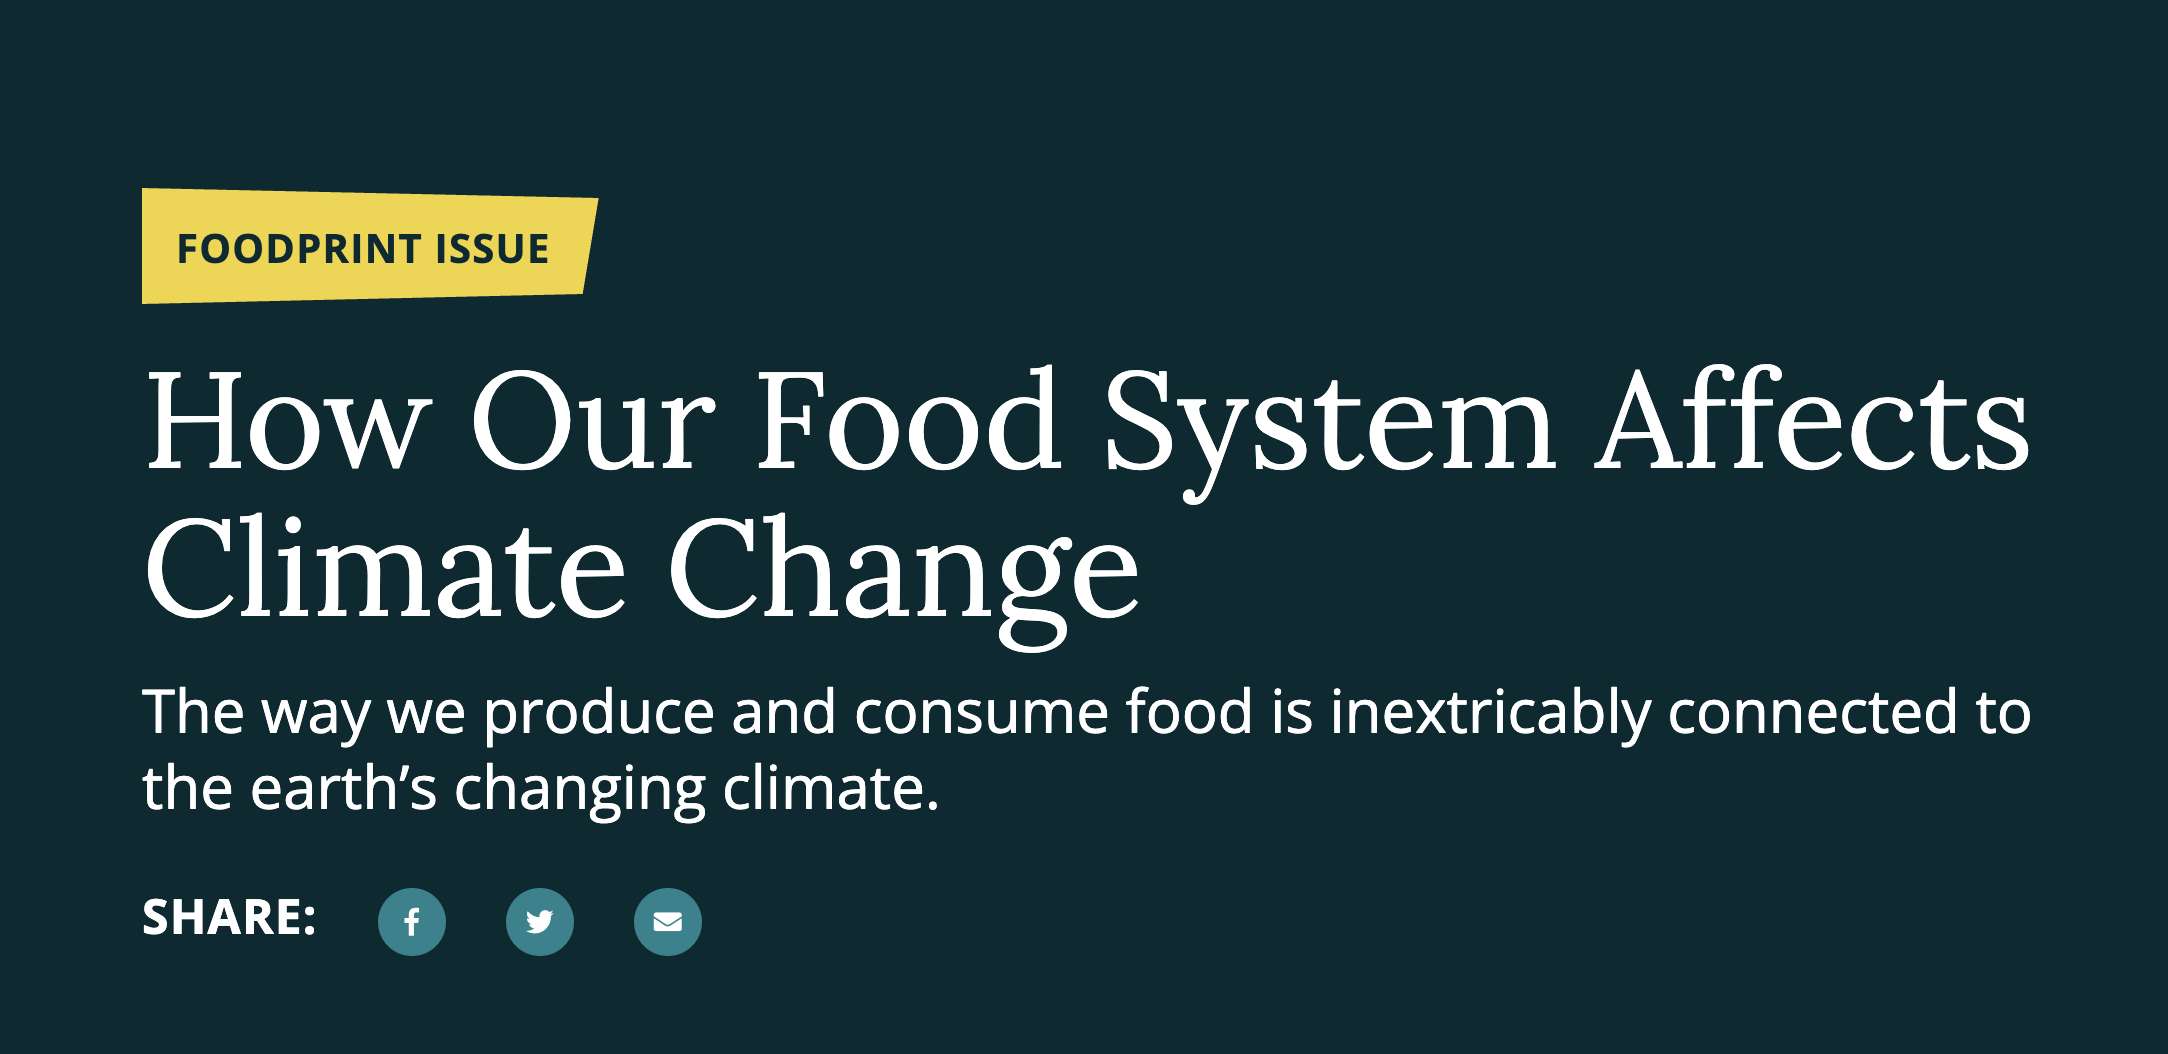 FOODPRINT ISSUE
How Our Food System Affects
Climate Change
The way we produce and consume food is inextricably connected to
the earth’s changing climate.
SHARE: